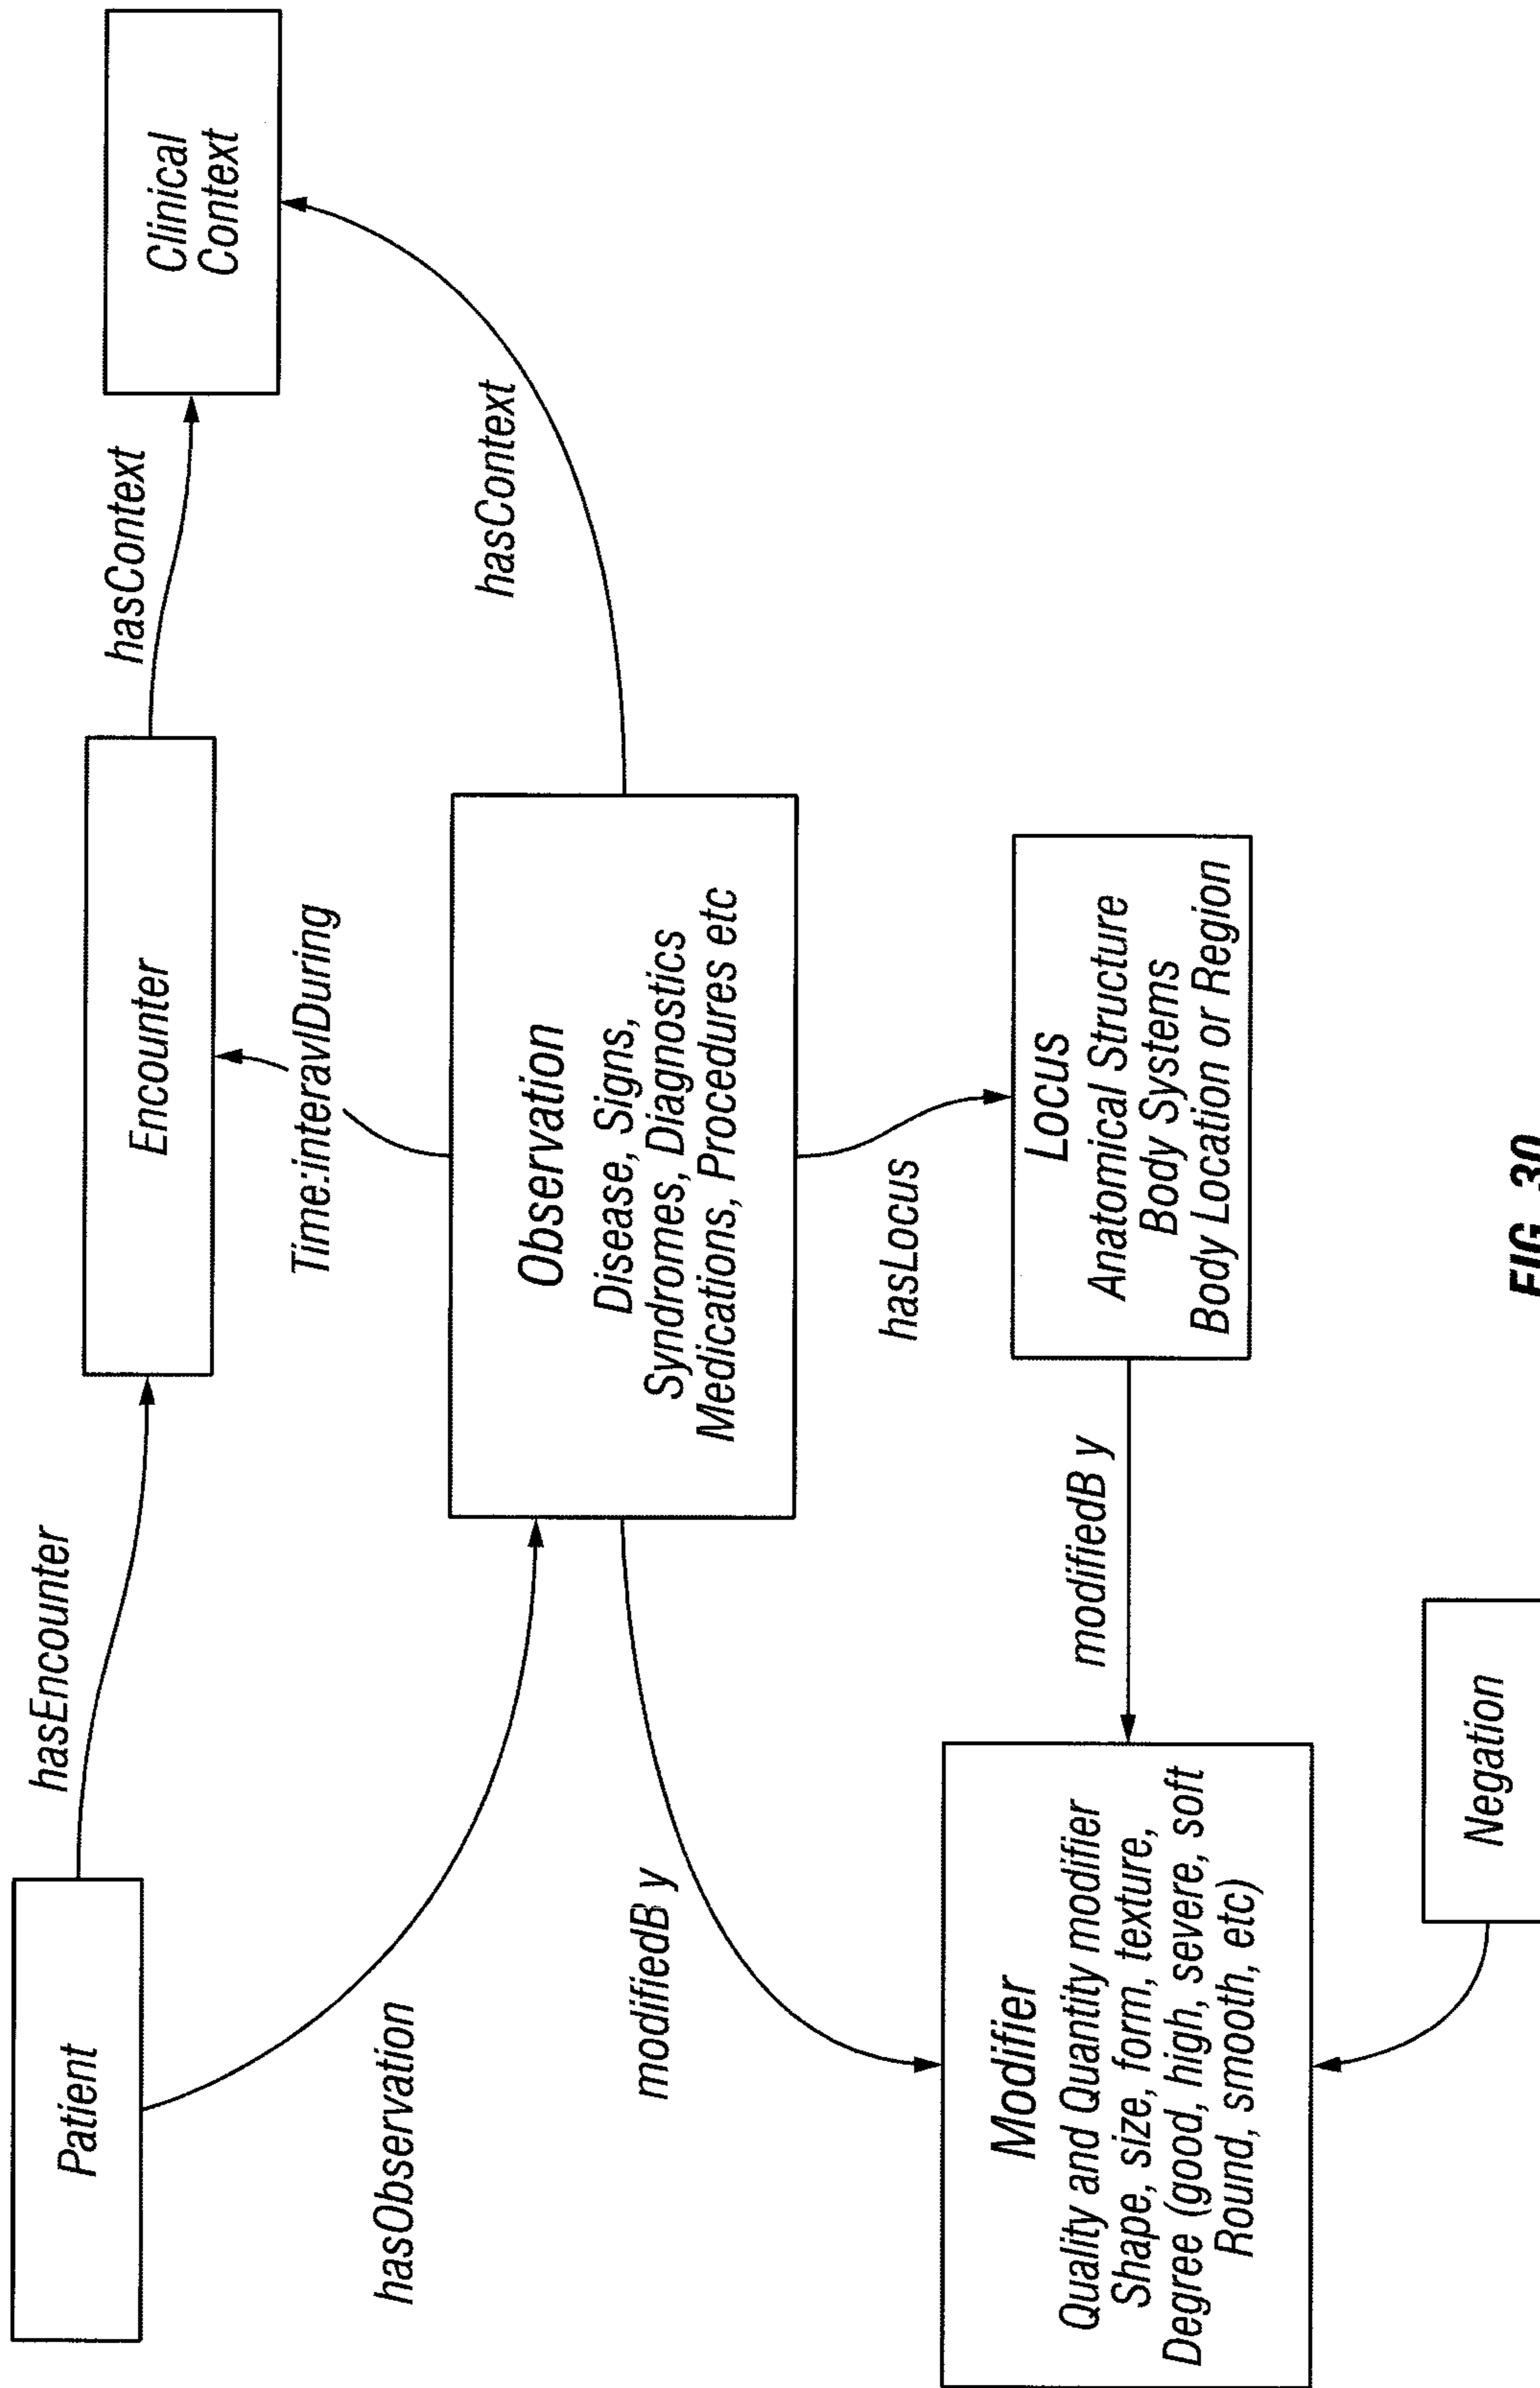 Patient
hasEncounter
Encounter
hasContext
Clinical
Context
hasObservation
Time:interavlDuring
hasContext
Observation
Disease, Signs,
Syndromes, Diagnostics
Medications, Procedures etc
modifiedB y
hasLocus
Modifier
Quality and Quantity modifier
Shape, size, form, texture,
Degree (good, high, severe, soft
Round, smooth, etc)
modifiedB y
Locus
Anatomical Structure
Body Systems
Body Location or Region
Negation
FIG. 30